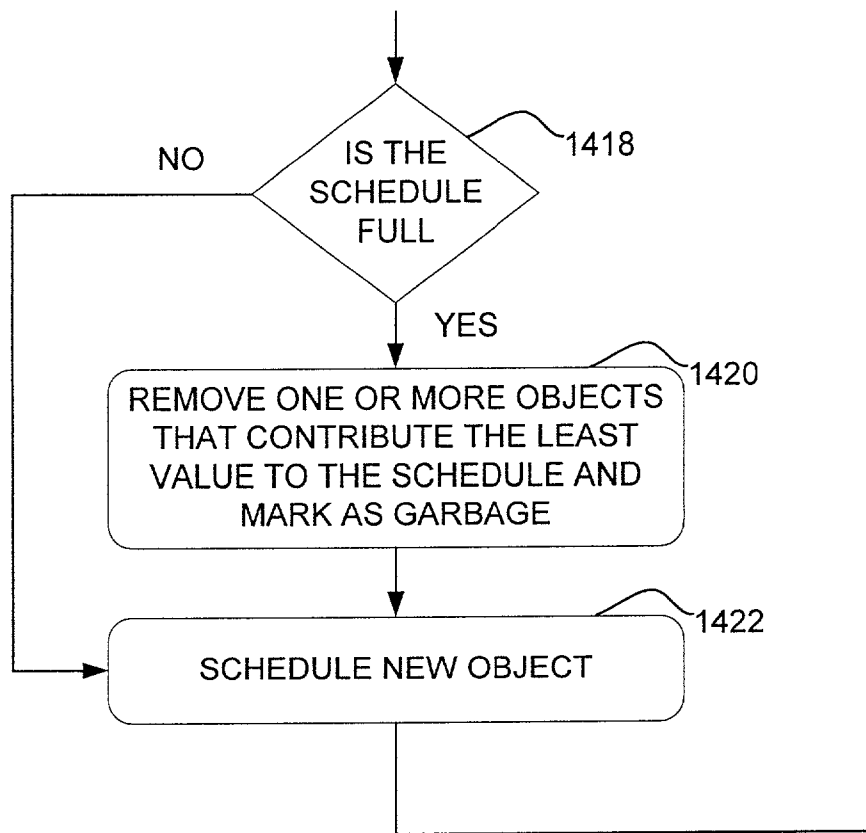 IS THE
SCHEDULE
FULL
1418
NO
YES
1420
REMOVE ONE OR MORE OBJECTS
THAT CONTRIBUTE THE LEAST
VALUE TO THE SCHEDULE AND
MARK AS GARBAGE
1422
SCHEDULE NEW OBJECT